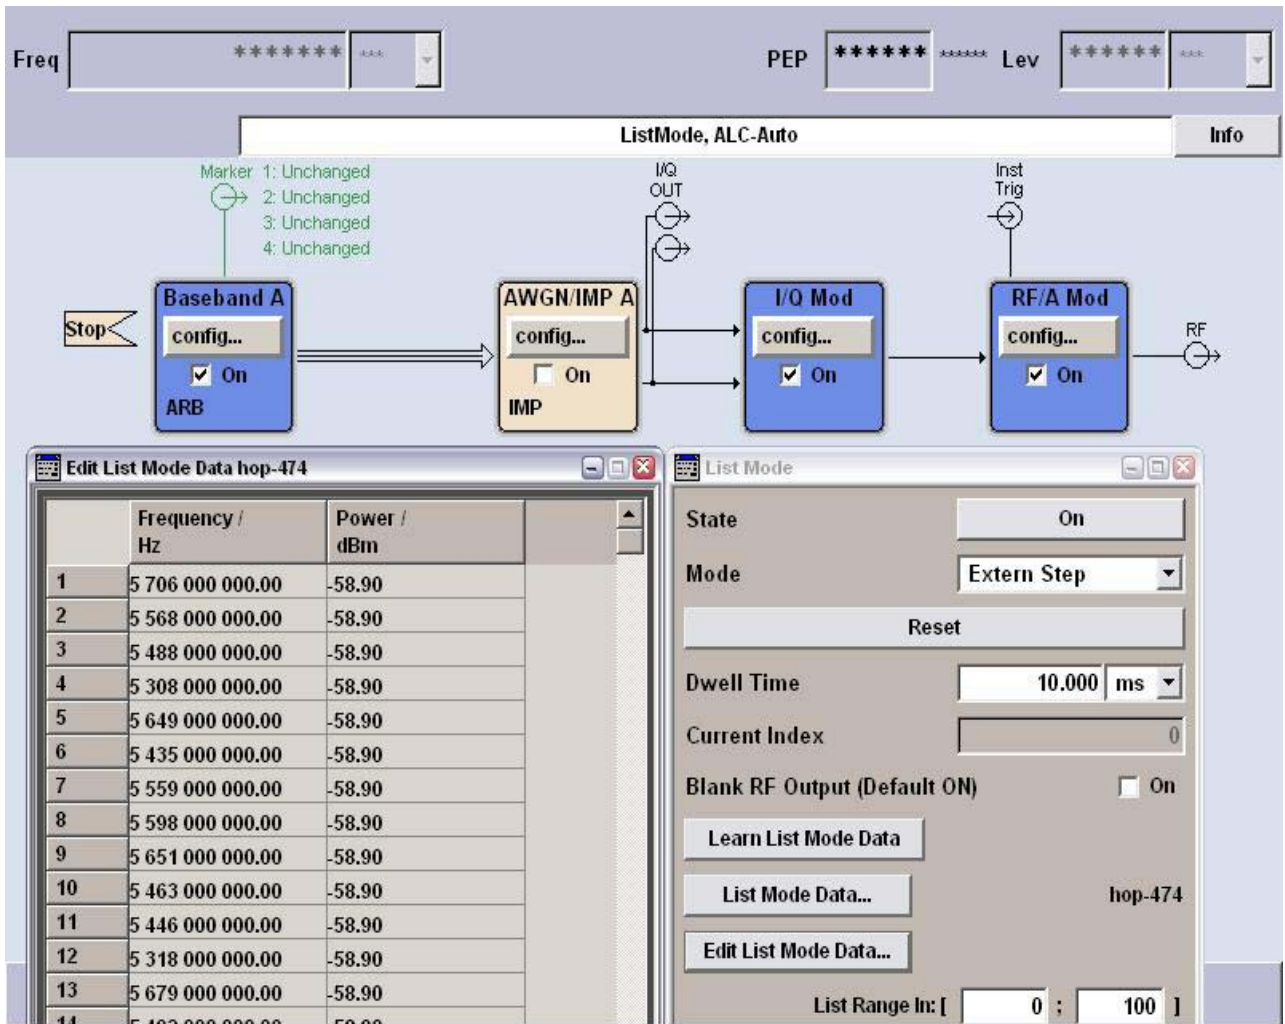 Freq ******* *** PEP ****** ****** Lev ****** ***
ListMode, ALC-Auto Info
Marker 1: Unchanged
2: Unchanged
3: Unchanged
4: Unchanged
I/Q
OUT
Inst
Trig
Stop
Baseband A
config...
On
ARB
AWGN/IMP A
config...
On
IMP
I/Q Mod
config...
On
RF/A Mod
config...
On
RF
Edit List Mode Data hop-474
Frequency / Hz Power / dBm
1 5 706 000 000.00 -58.90
2 5 568 000 000.00 -58.90
3 5 488 000 000.00 -58.90
4 5 308 000 000.00 -58.90
5 5 649 000 000.00 -58.90
6 5 435 000 000.00 -58.90
7 5 559 000 000.00 -58.90
8 5 598 000 000.00 -58.90
9 5 651 000 000.00 -58.90
10 5 463 000 000.00 -58.90
11 5 446 000 000.00 -58.90
12 5 318 000 000.00 -58.90
13 5 679 000 000.00 -58.90
14
List Mode
State On
Mode Extern Step
Reset
Dwell Time 10.000 ms
Current Index 0
Blank RF Output (Default ON) On
Learn List Mode Data
List Mode Data... hop-474
Edit List Mode Data...
List Range In: [ 0 ; 100 ]